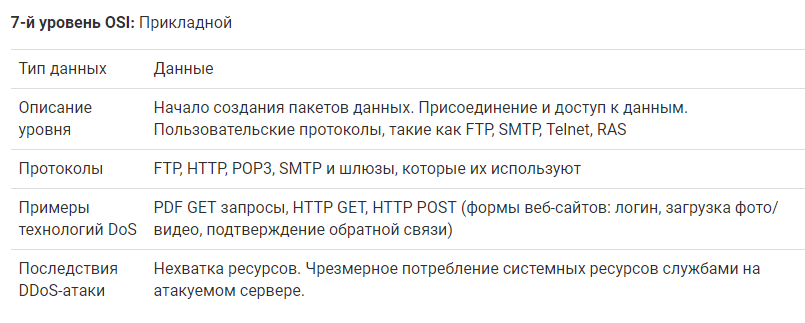 7-й уровень OSI: Прикладной
Тип данных Данные
Описание Начало создания пакетов данных. Присоединение и доступ к данным.
уровня Пользовательские протоколы, такие как FTP, SMTP, Telnet, RAS
Протоколы FTP, HTTP, POP3, SMTP и шлюзы, которые их используют
Примеры PDF GET запросы, HTTP GET, HTTP POST (формы веб-сайтов: логин, загрузка фото/
технологий DoS видео, подтверждение обратной связи)
Последствия Нехватка ресурсов. Чрезмерное потребление системных ресурсов службами на
DDoS-атаки атакуемом сервере.